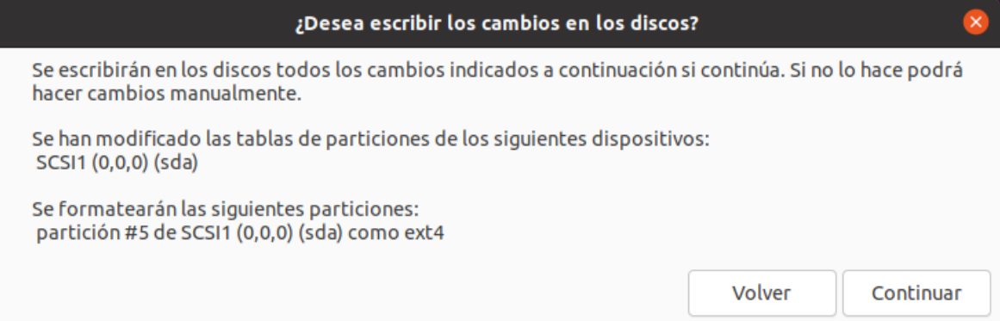 ¿Desea escribir los cambios en los discos?
Se escribirán en los discos todos los cambios indicados a continuación si continúa. Si no lo hace podrá
hacer cambios manualmente.
Se han modificado las tablas de particiones de los siguientes dispositivos:
SCSI1 (0,0,0) (sda)
Se formatearán las siguientes particiones:
partición #5 de SCSI1 (0,0,0) (sda) como ext4
Volver Continuar